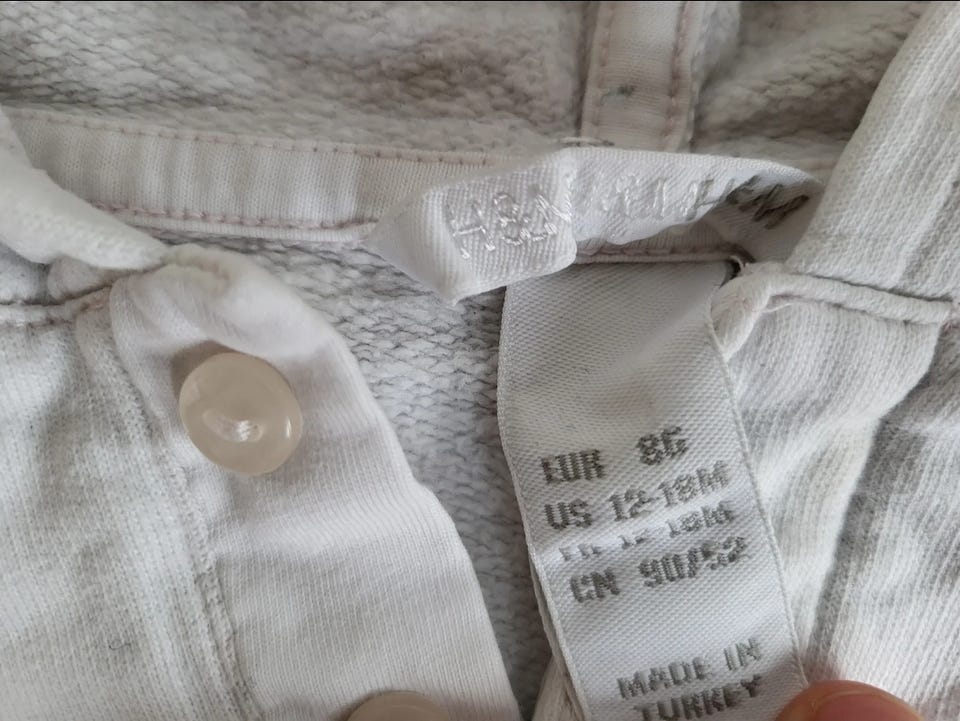 H&M
EUR 86
US 12-18M
CN 90/52
MADE IN
TURKEY